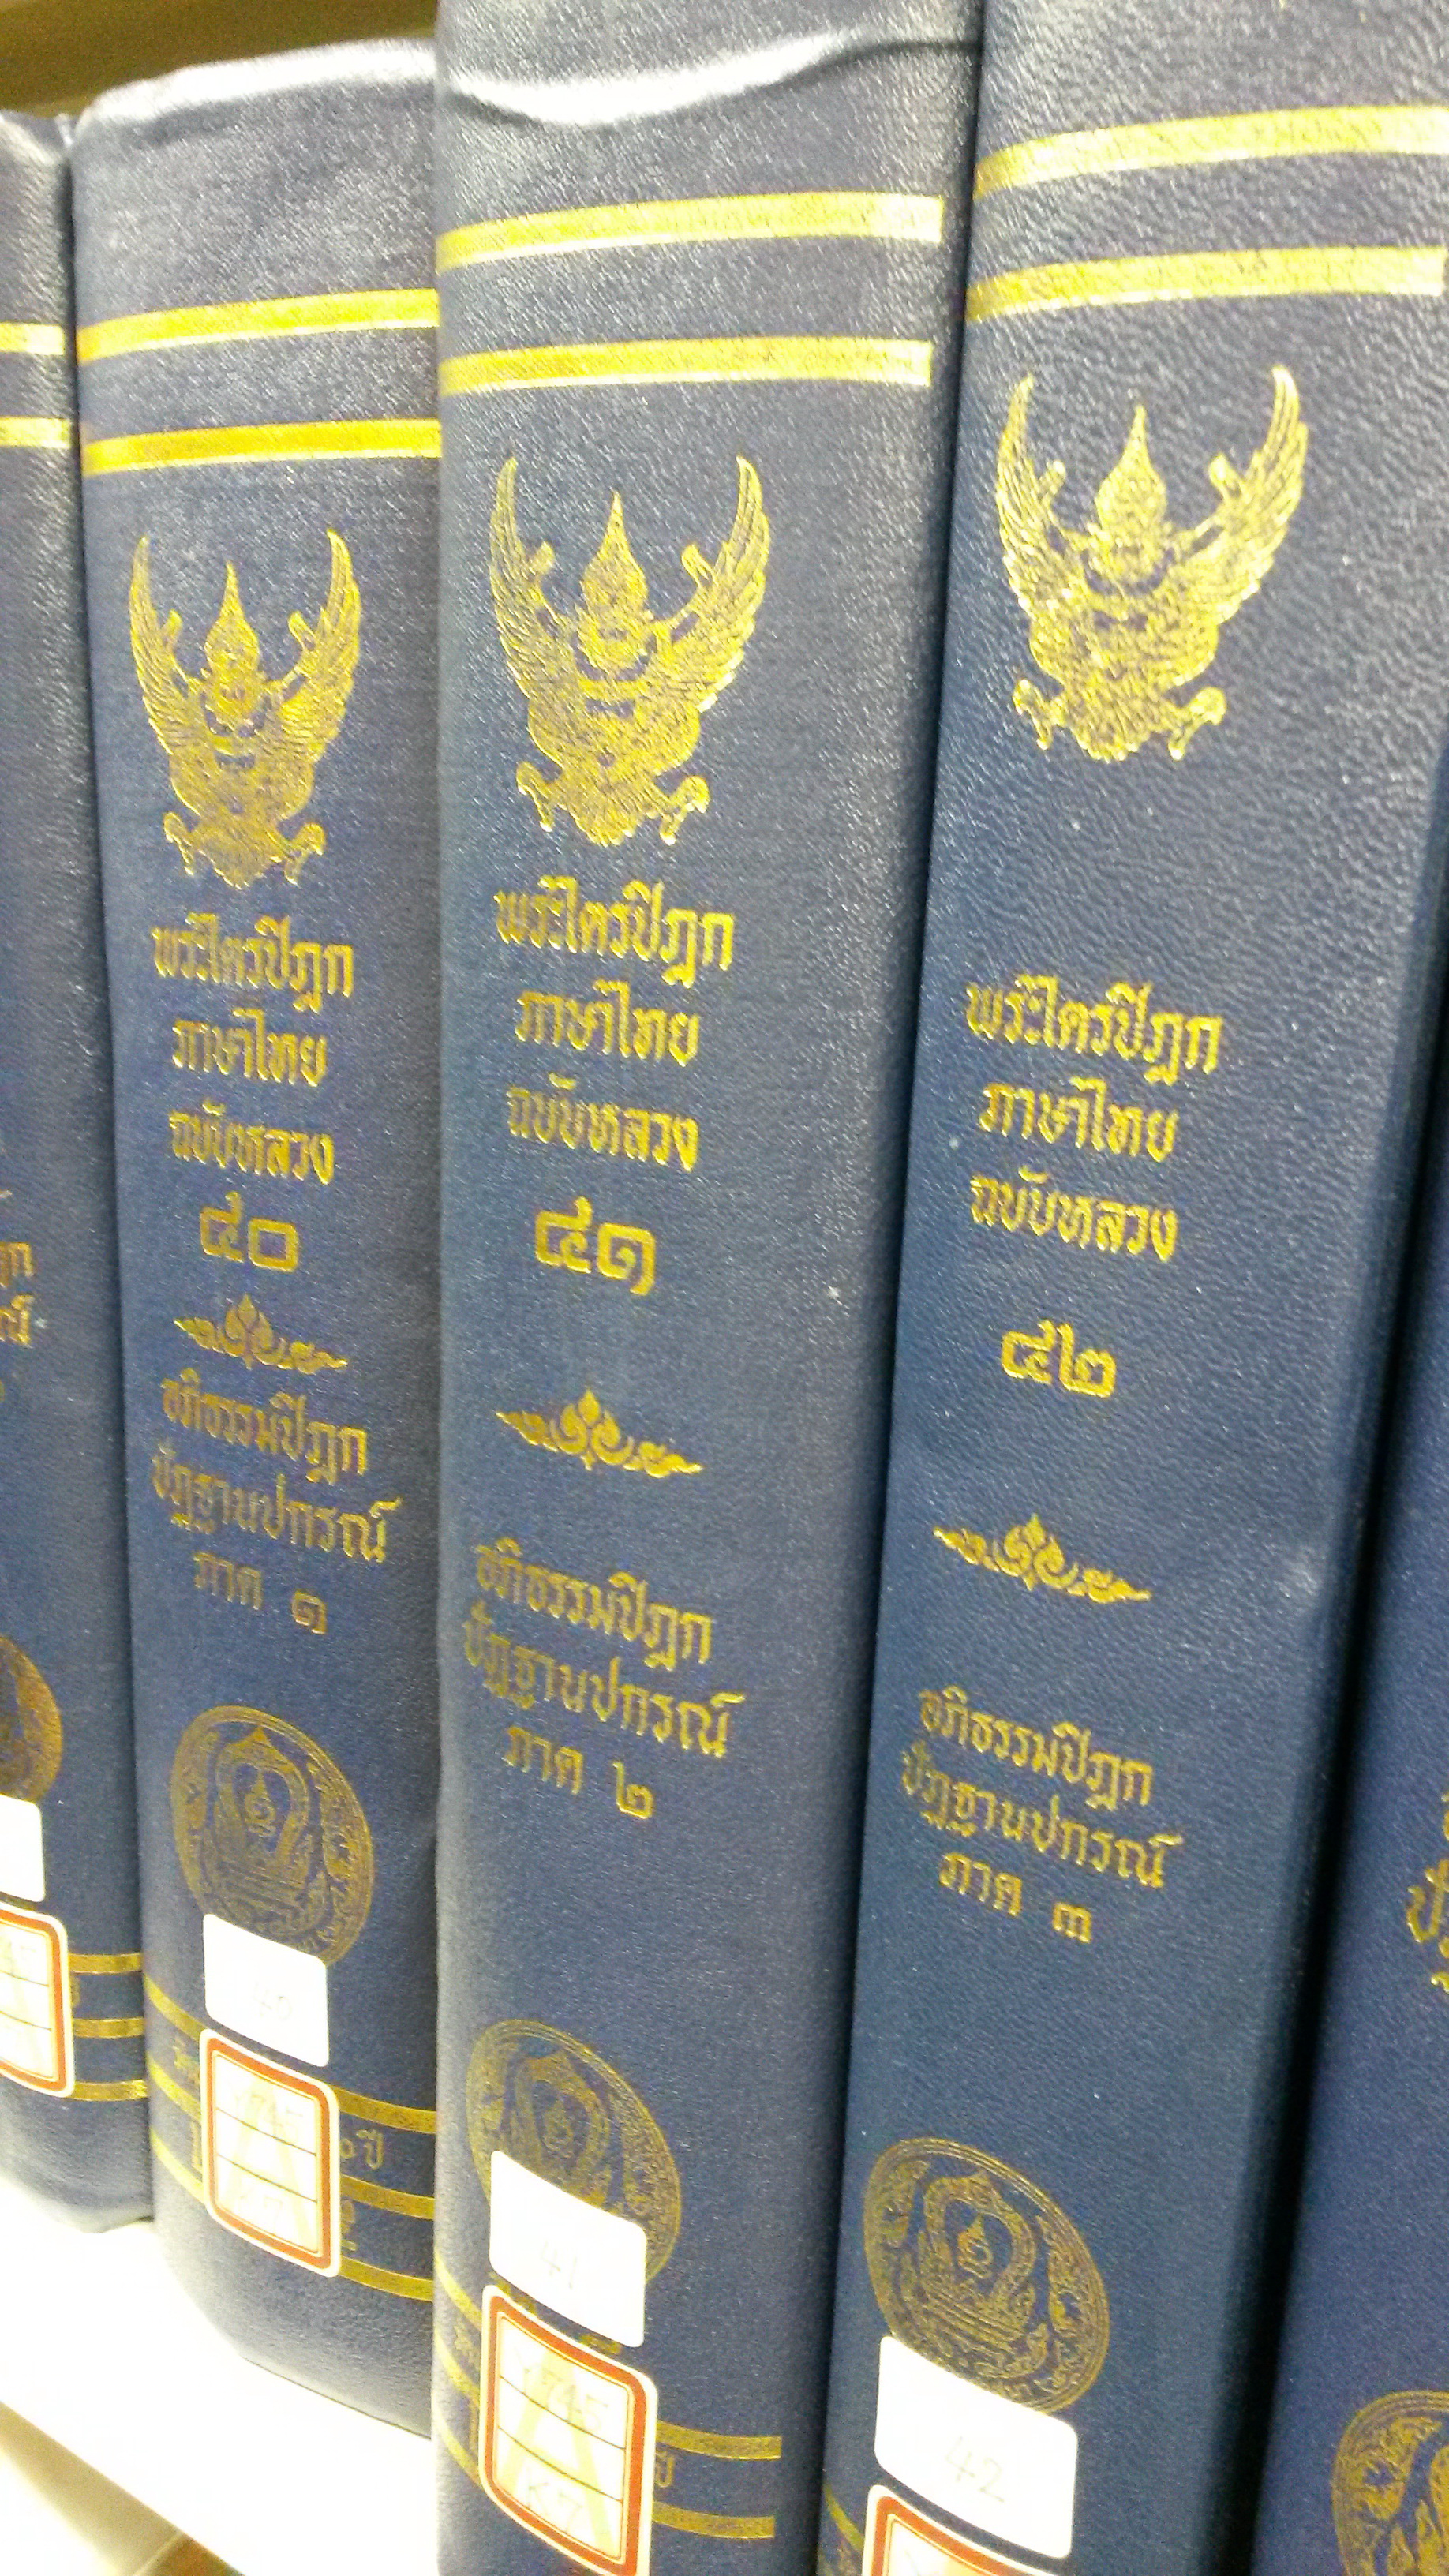 พระไตรปิฎก
ภาษาไทย
ฉบับหลวง
๔๐
อภิธรรมปิฎก
ปัฏฐานปกรณ์
ภาค ๑
40
พระไตรปิฎก
ภาษาไทย
ฉบับหลวง
๔๑
อภิธรรมปิฎก
ปัฏฐานปกรณ์
ภาค ๒
41
K7
พระไตรปิฎก
ภาษาไทย
ฉบับหลวง
๔๒
อภิธรรมปิฎก
ปัฏฐานปกรณ์
ภาค ๓
42